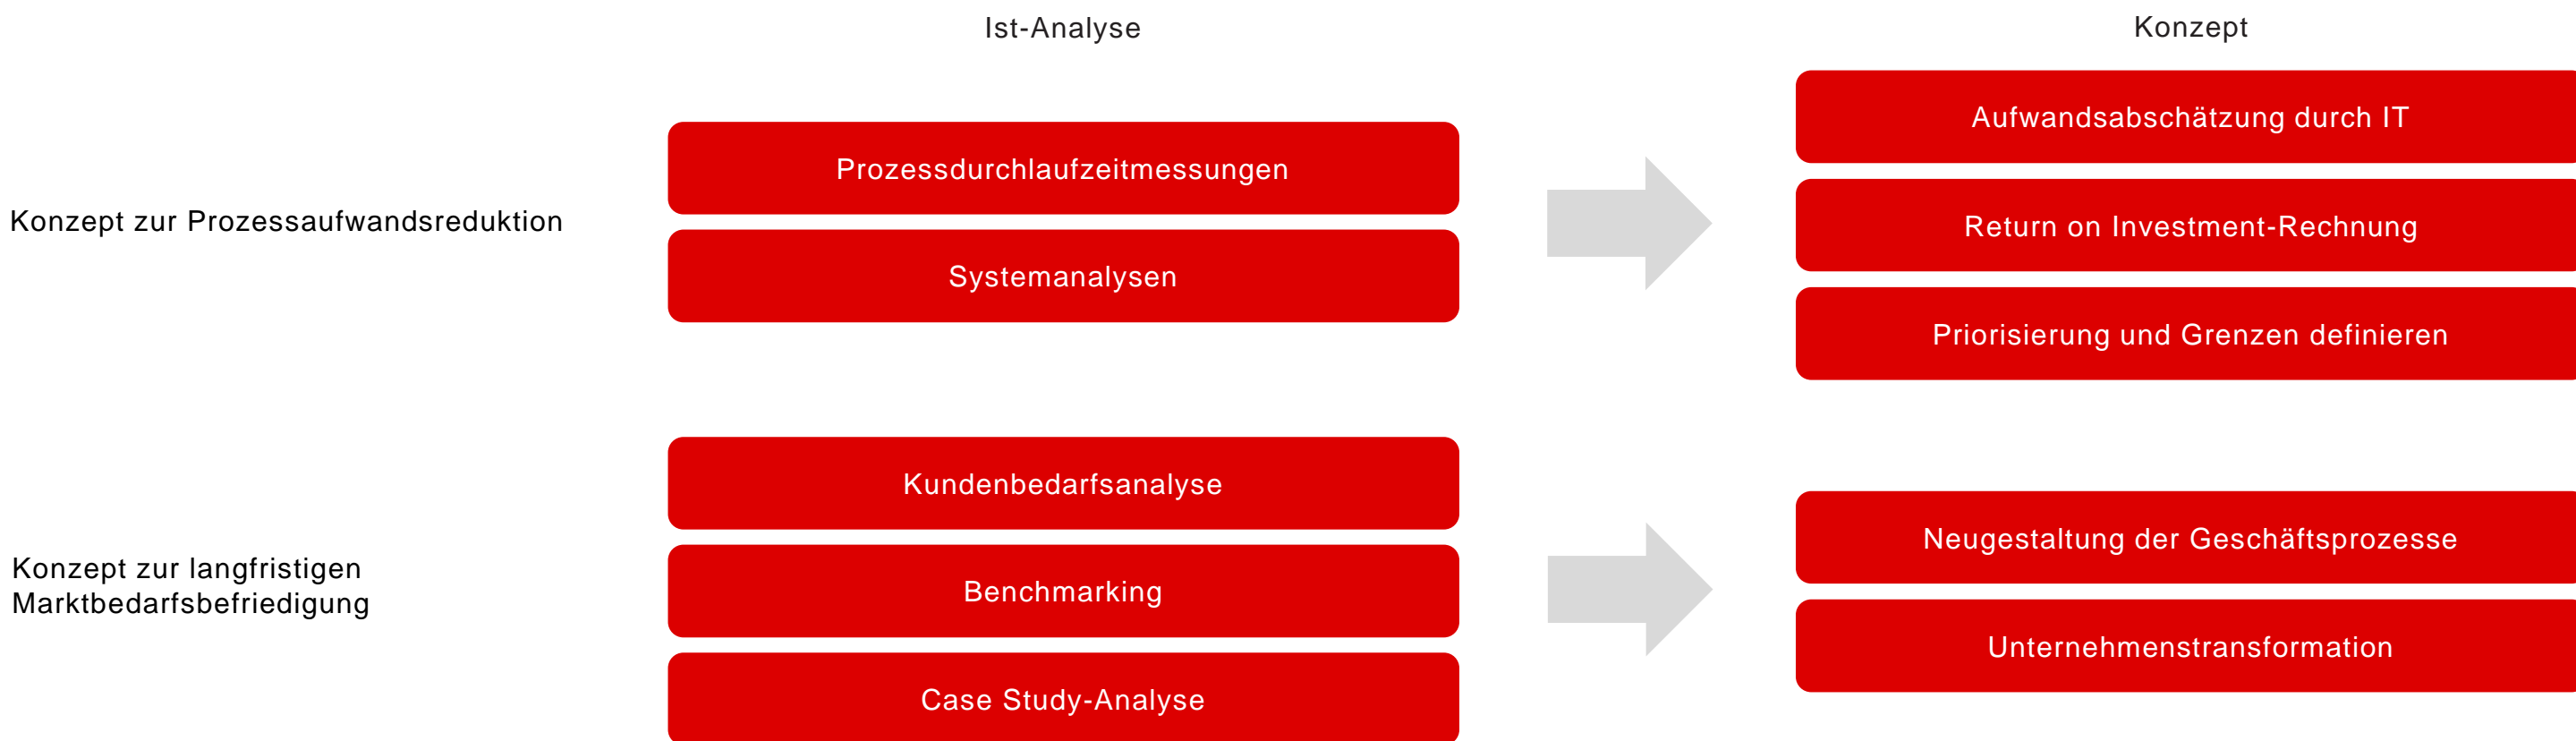 Ist-Analyse
Konzept
Konzept zur Prozessaufwandsreduktion
Prozessdurchlaufzeitmessungen
Systemanalysen
Aufwandsabschätzung durch IT
Return on Investment-Rechnung
Priorisierung und Grenzen definieren
Konzept zur langfristigen
Marktbedarfsbefriedigung
Kundenbedarfsanalyse
Benchmarking
Case Study-Analyse
Neugestaltung der Geschäftsprozesse
Unternehmenstransformation